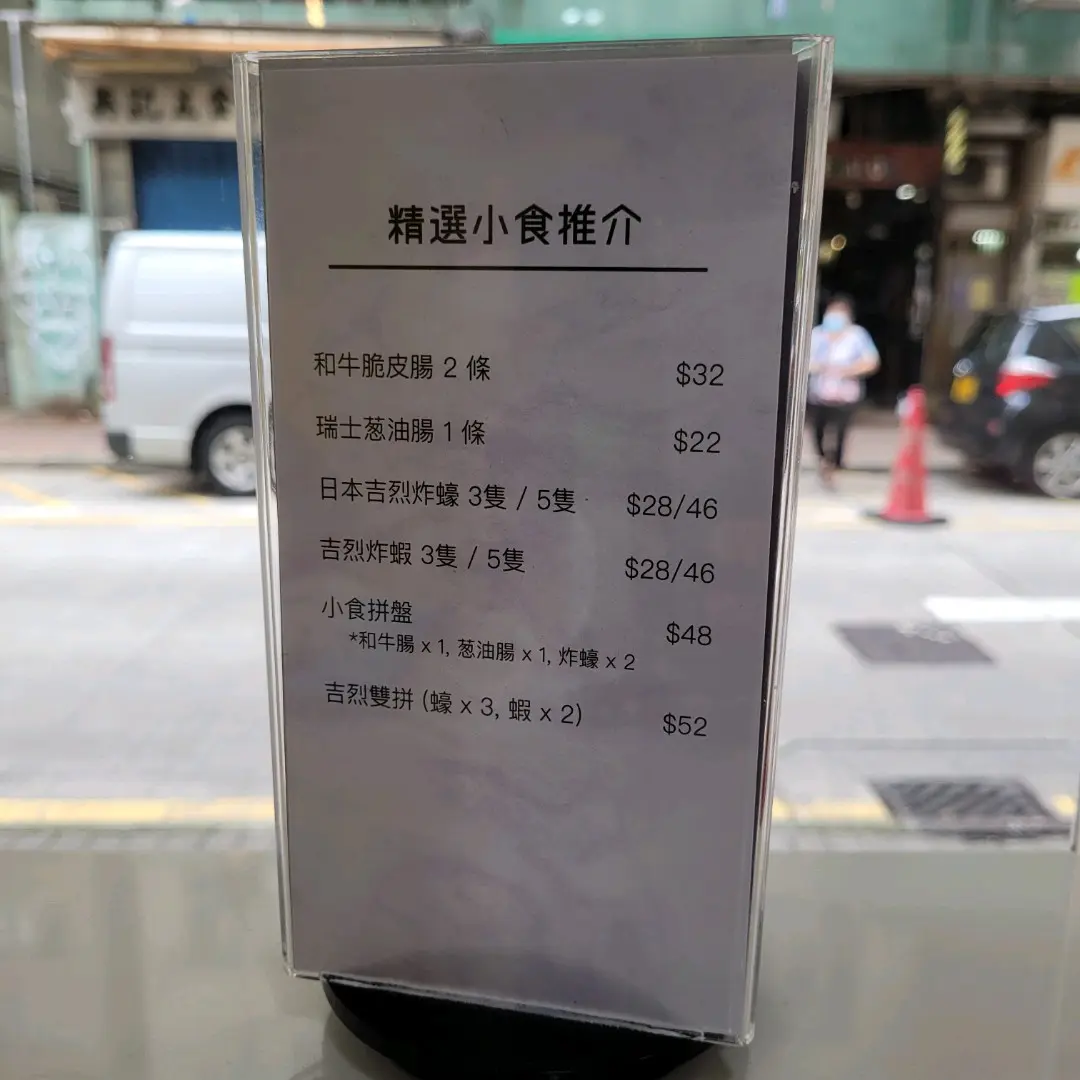 精選小食推介
和牛脆皮腸 2 條 $32
瑞士葱油腸 1 條 $22
日本吉烈炸蠔 3隻 / 5隻 $28/46
吉烈炸蝦 3隻 / 5隻 $28/46
小食拼盤 $48
*和牛腸 x 1, 葱油腸 x 1, 炸蠔 x 2
吉烈雙拼 (蠔 x 3, 蝦 x 2) $52